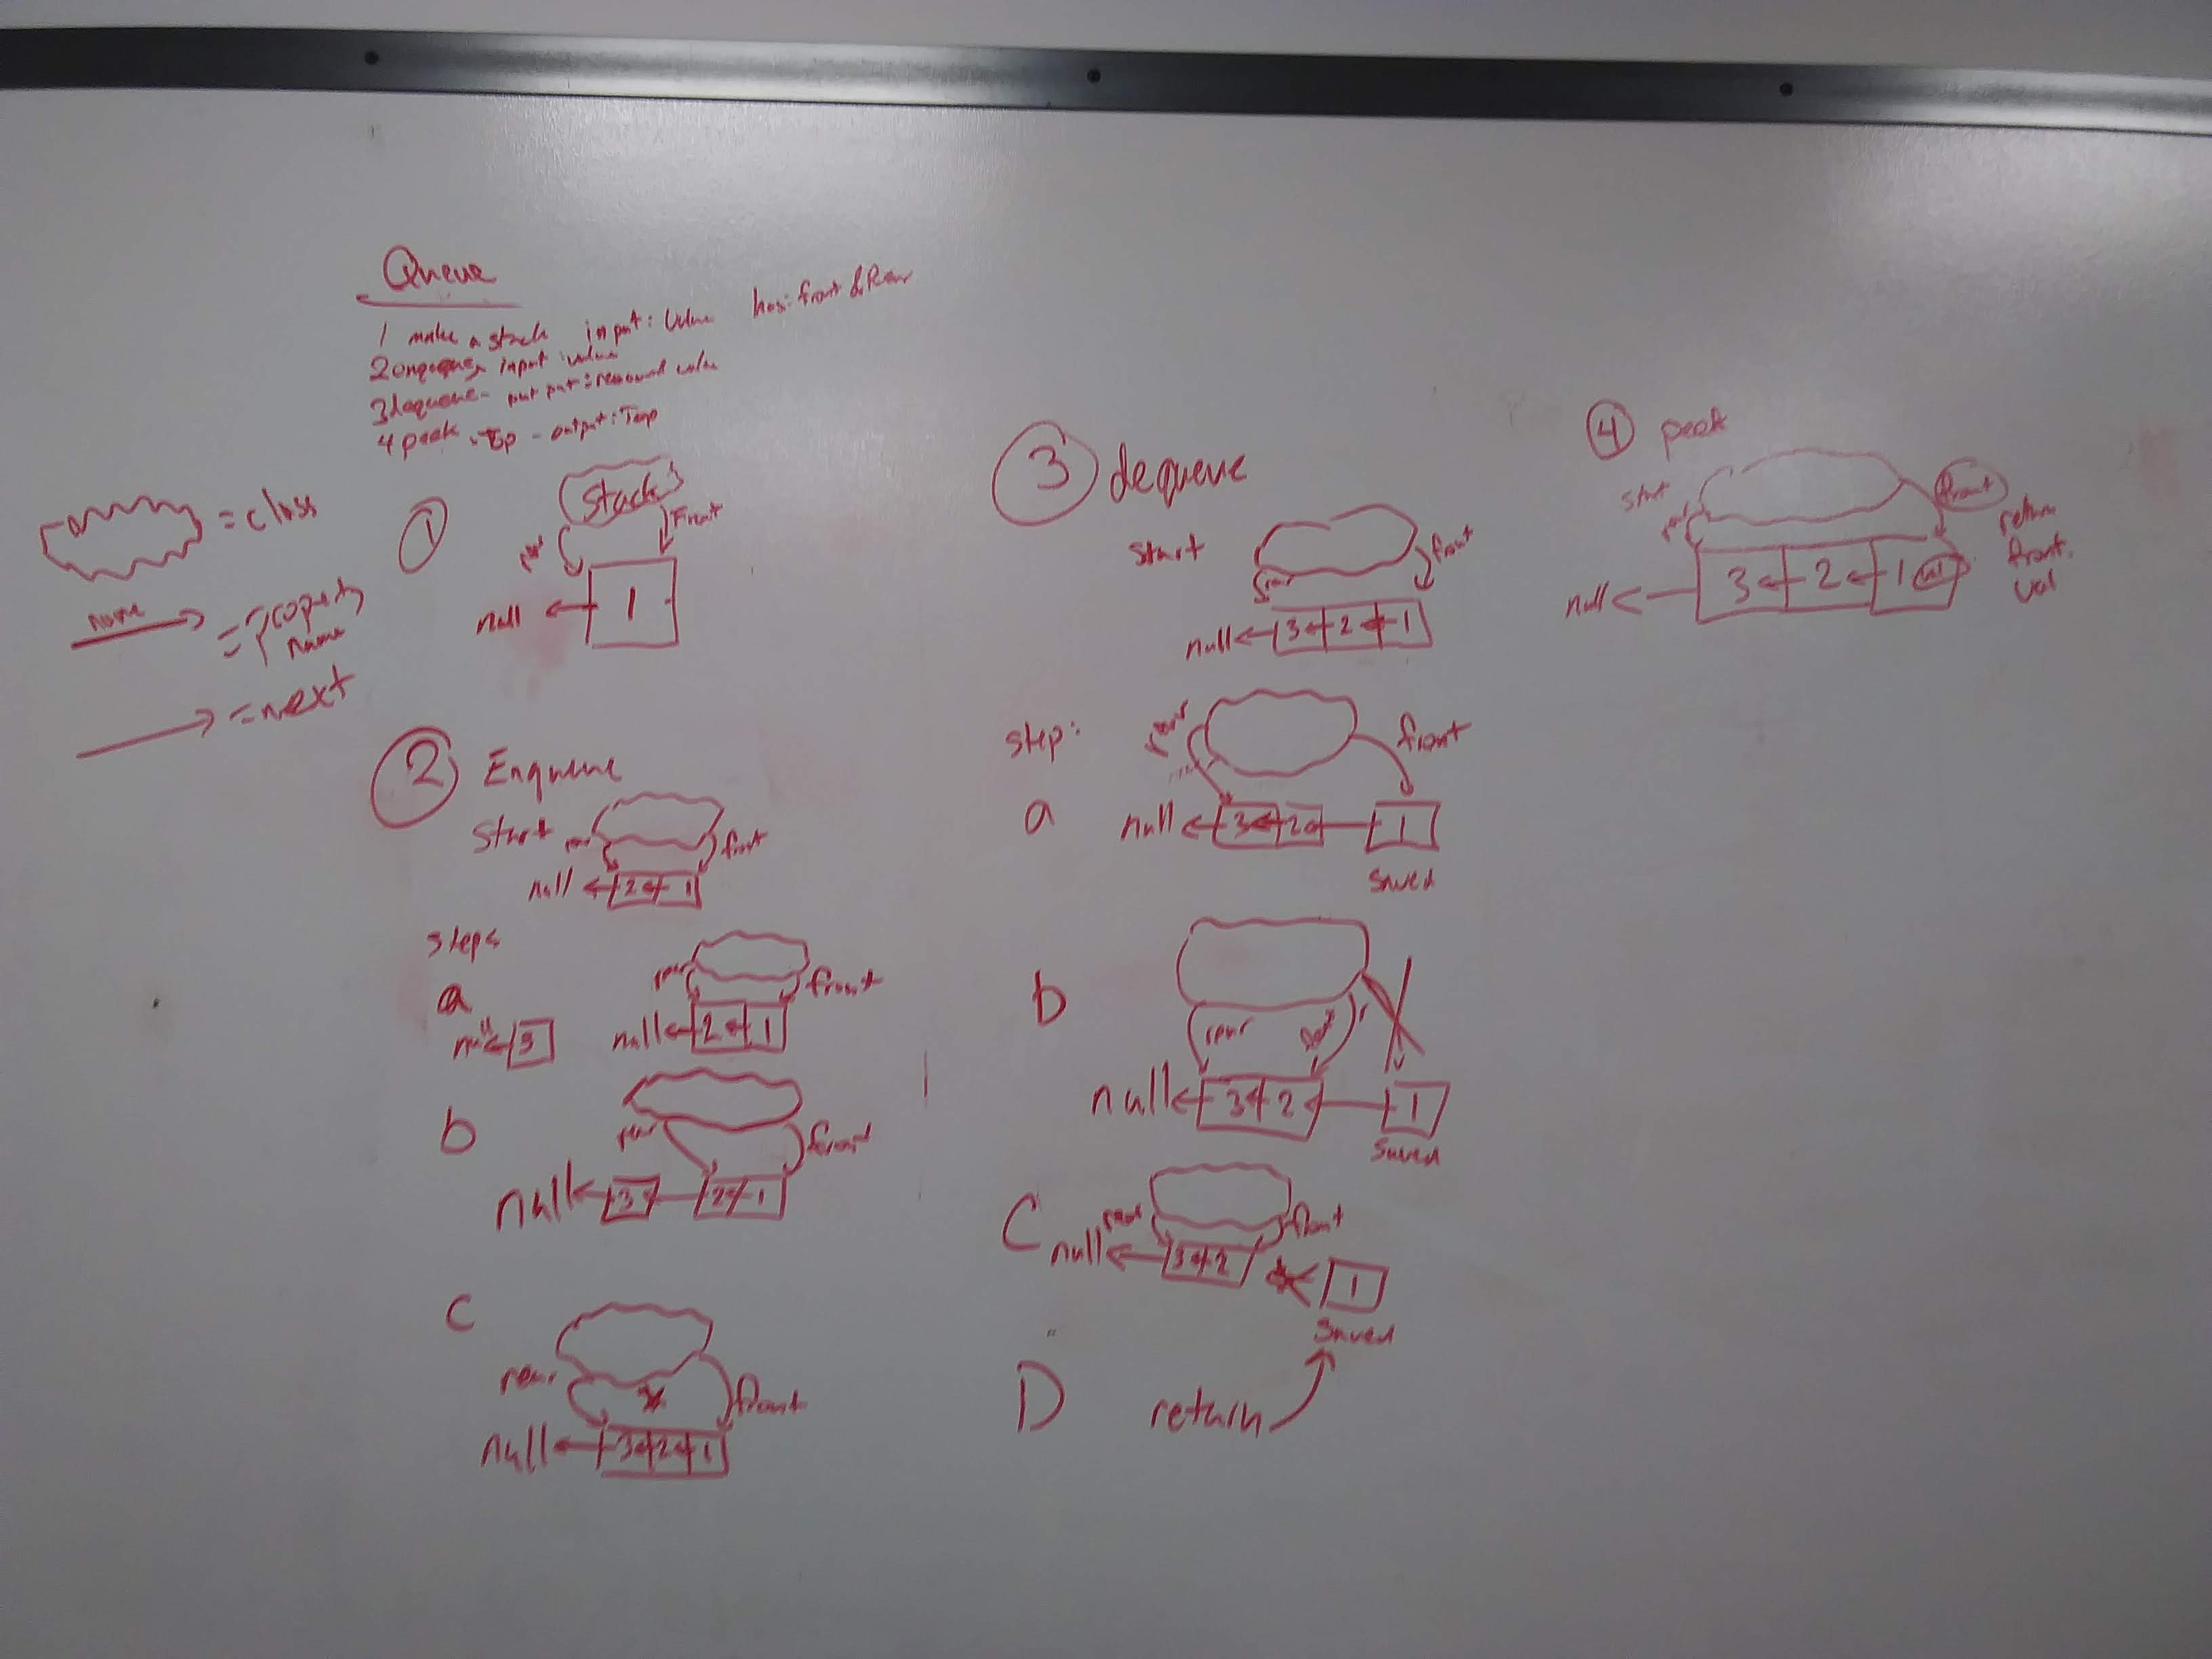 Queue
1 make a stack input: Value has: front & Rear
2 enqueue, input value
3 dequeue - output: removed value
4 peek Top - output: Top
= class
name
= property name
= next
1
Stack
rear
Front
null
1
2 Enqueue
start
rear
front
null 2 1
steps
a
null 3
rear
front
null 2 1
b
rear
front
null 3 2 1
c
rear
front
null 3 2 1
3 dequeue
start
rear
front
null 3 2 1
step:
rear
front
a
null 3 2 1
saved
b
rear
null 3 2 1
saved
C
rear
front
null 3 2 1
saved
D return
4 peek
start
rear
front
return
front.
val
null 3 2 1 val